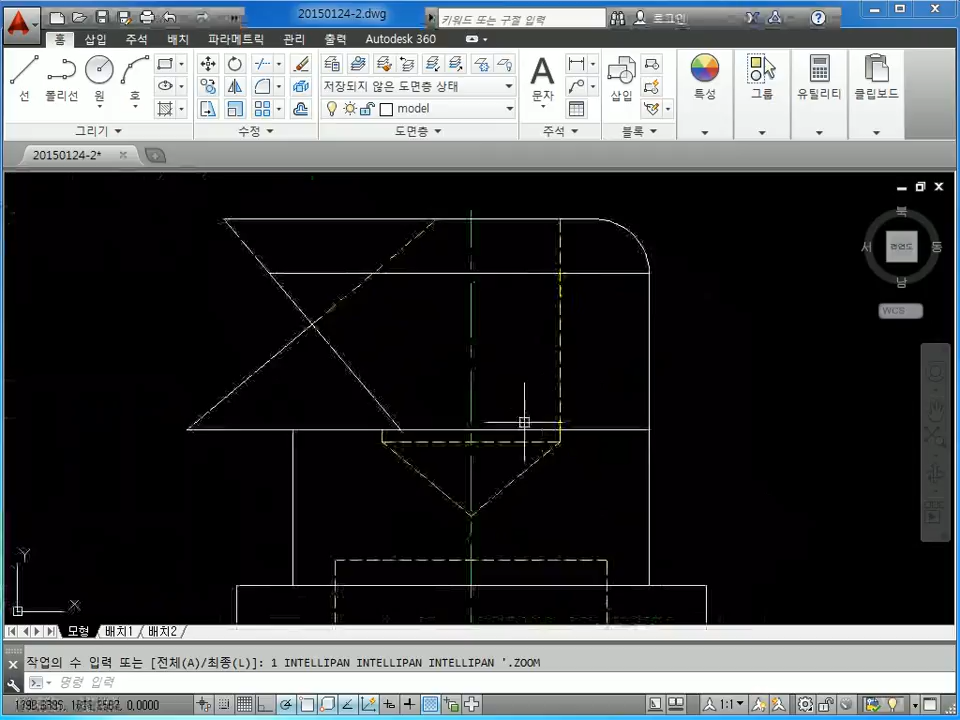 20150124-2.dwg
키워드 또는 구절 입력
로그인
홈 삽입 주석 배치 파라메트릭 관리 출력 Autodesk 360
선 폴리선 원 호
저장되지 않은 도면층 상태
model
문자 삽입 특성 그룹 유틸리티 클립보드
그리기 수정 도면층 주석 블록
20150124-2*
북
서 동
남
WCS
Y
X
모형 배치1 배치2
작업의 수 입력 또는 [전체(A)/최종(L)]: 1 INTELLIPAN INTELLIPAN INTELLIPAN '.ZOOM
명령 입력
1:1